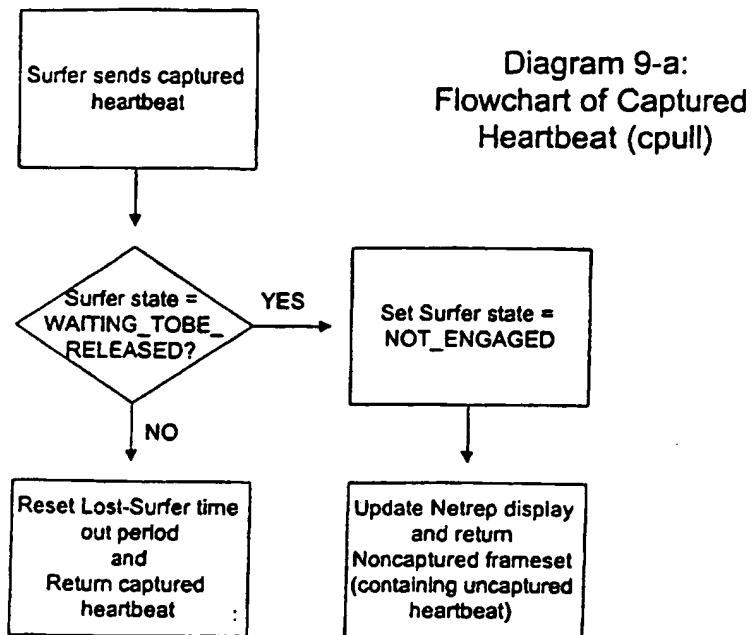 Surfer sends captured
heartbeat
Diagram 9-a:
Flowchart of Captured
Heartbeat (cpull)
Surfer state =
WAITING_TOBE_
RELEASED?
YES
Set Surfer state =
NOT_ENGAGED
NO
Reset Lost-Surfer time
out period
and
Return captured
heartbeat
Update Netrep display
and return
Noncaptured frameset
(containing uncaptured
heartbeat)